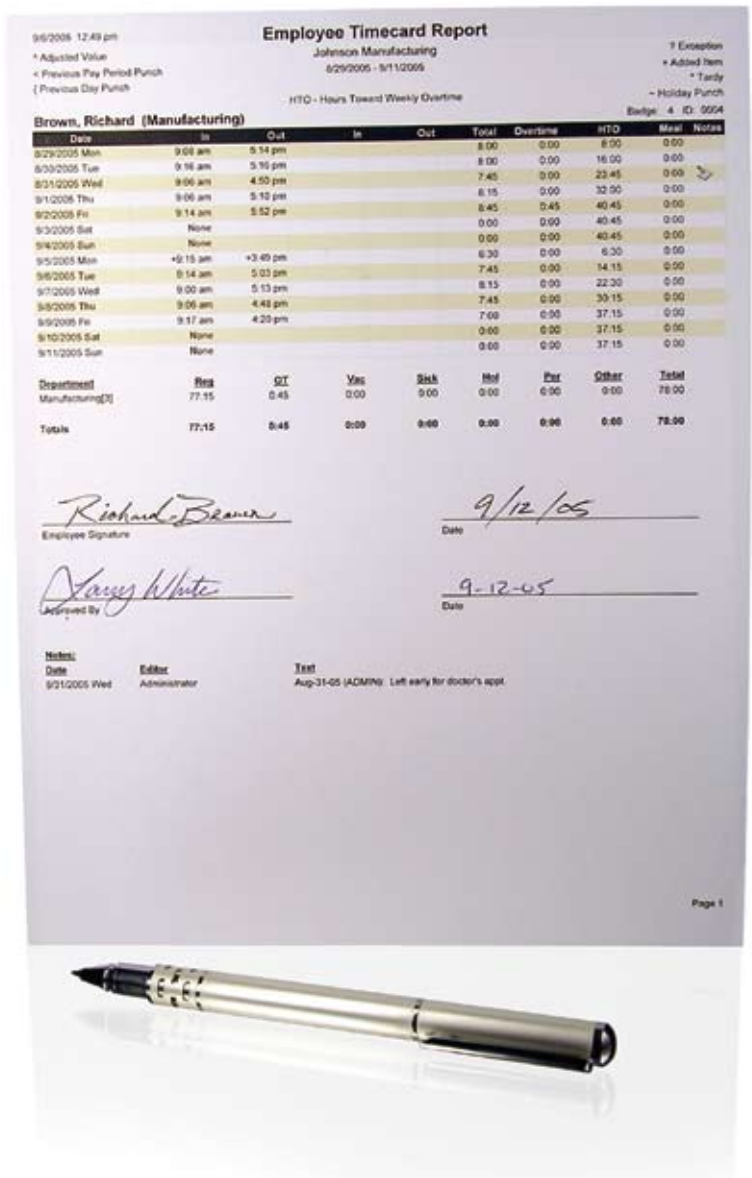 9/6/2006 12:49 pm
Employee Timecard Report
Johnson Manufacturing
8/29/2005 - 9/11/2005
^ Adjusted Value
< Previous Pay Period Punch
{ Previous Day Punch
? Exception
+ Added Item
* Tardy
~ Holiday Punch
HTO - Hours Toward Weekly Overtime
Badge: 4 ID: 0004
Brown, Richard (Manufacturing)
Date In Out In Out Total Overtime HTO Meal Notes
8/29/2005 Mon 9:08 am 5:14 pm 8:00 0:00 8:00 0:00
8/30/2005 Tue 9:16 am 5:16 pm 8:00 0:00 16:00 0:00
8/31/2005 Wed 9:06 am 4:50 pm 7:45 0:00 23:45 0:00
9/1/2005 Thu 9:06 am 5:10 pm 8:15 0:00 32:00 0:00
9/2/2005 Fri 9:14 am 5:52 pm 8:45 0:45 40:45 0:00
9/3/2005 Sat None 0:00 0:00 40:45 0:00
9/4/2005 Sun None 0:00 0:00 40:45 0:00
9/5/2005 Mon +9:15 am +3:49 pm 6:30 0:00 6:30 0:00
9/6/2005 Tue 9:14 am 5:03 pm 7:45 0:00 14:15 0:00
9/7/2005 Wed 9:00 am 5:13 pm 8:15 0:00 22:30 0:00
9/8/2005 Thu 9:06 am 4:48 pm 7:45 0:00 30:15 0:00
9/9/2005 Fri 9:17 am 4:20 pm 7:00 0:00 37:15 0:00
9/10/2005 Sat None 0:00 0:00 37:15 0:00
9/11/2005 Sun None 0:00 0:00 37:15 0:00
Department Reg OT Vac Sick Hol Per Other Total
Manufacturing[3] 77:15 0:45 0:00 0:00 0:00 0:00 0:00 78:00
Totals 77:15 0:45 0:00 0:00 0:00 0:00 0:00 78:00
Richard Brown 9/12/05
Employee Signature Date
Larry White 9-12-05
Approved By Date
Notes:
Date Editor Text
8/31/2005 Wed Administrator Aug-31-05 (ADMIN): Left early for doctor's appt.
Page 1